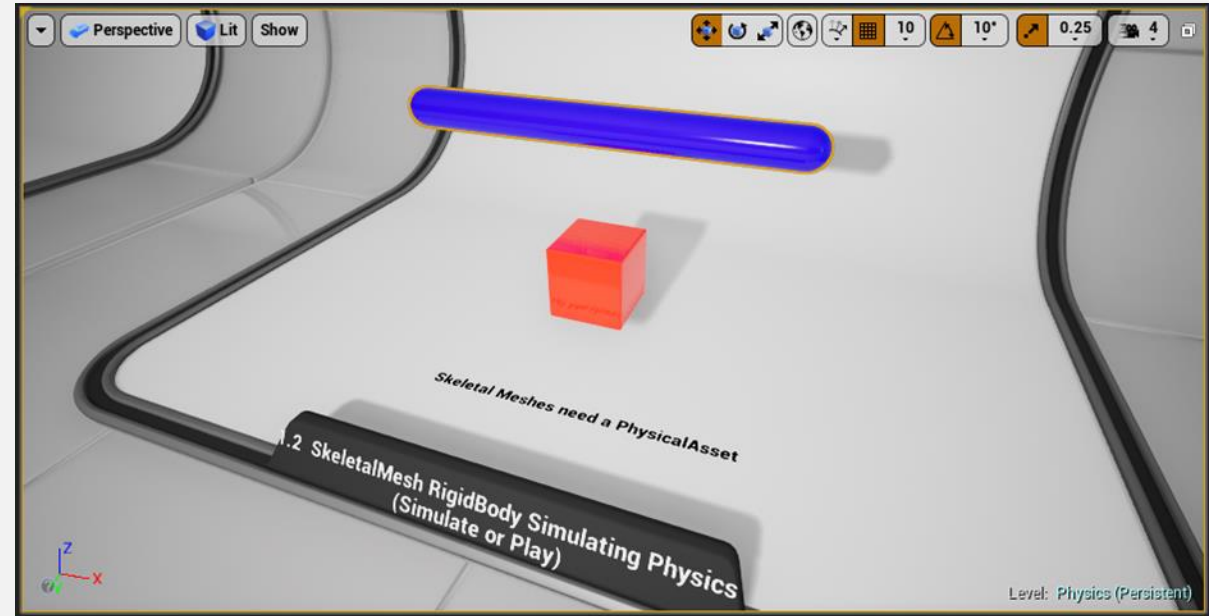 Perspective Lit Show 10 10° 0.25 4
Skeletal Meshes need a PhysicalAsset
1.2 SkeletalMesh RigidBody Simulating Physics
(Simulate or Play)
Z
X
Level: Physics (Persistent)